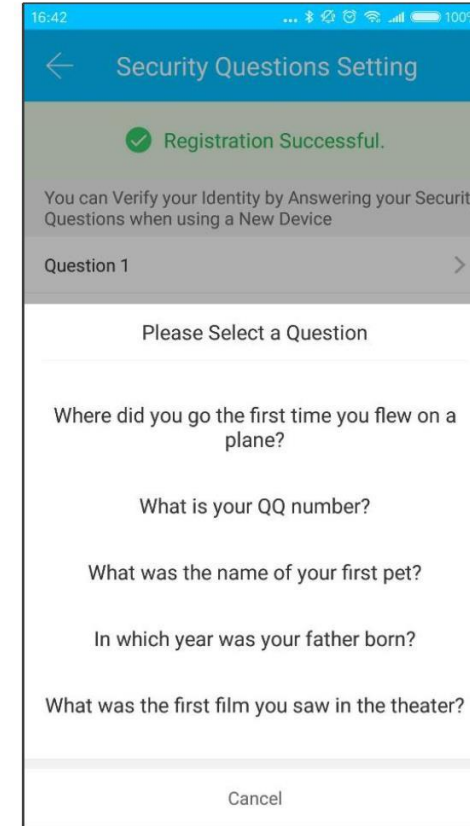 16:42 ... 100%
Security Questions Setting
Registration Successful.
You can Verify your Identity by Answering your Securit
Questions when using a New Device
Question 1
Please Select a Question
Where did you go the first time you flew on a
plane?
What is your QQ number?
What was the name of your first pet?
In which year was your father born?
What was the first film you saw in the theater?
Cancel